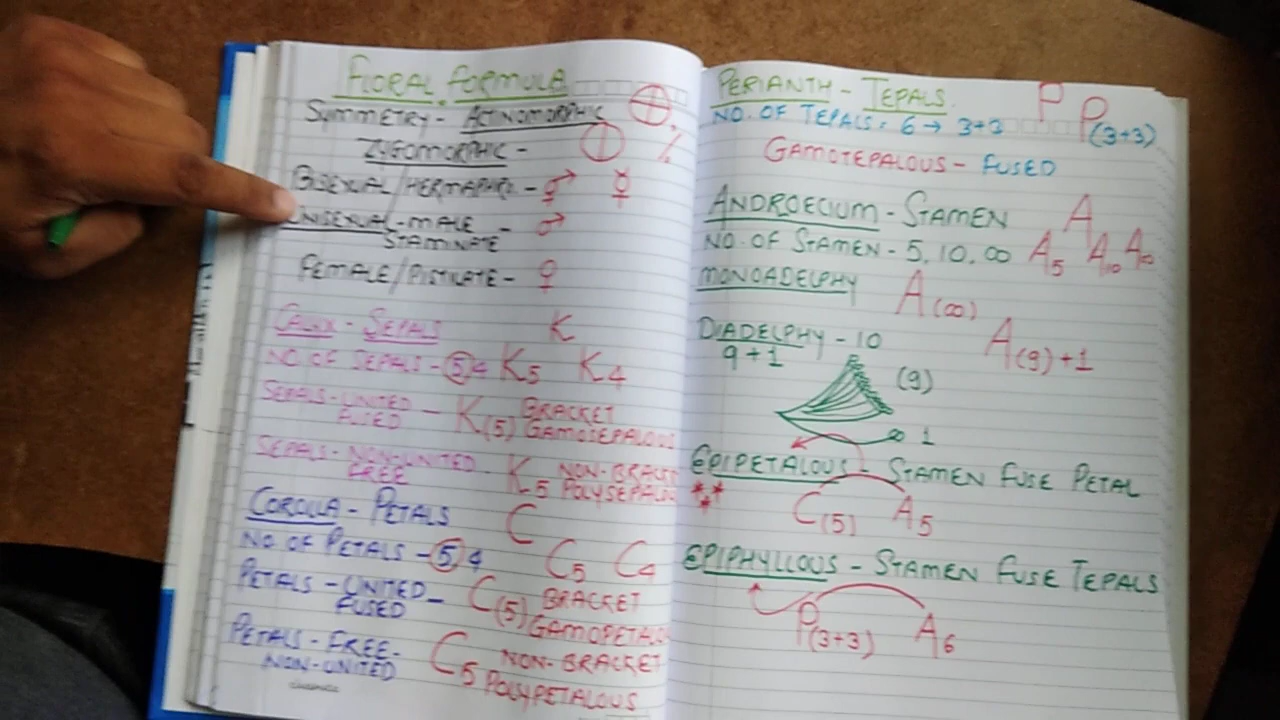 FLORAL FORMULA
SYMMETRY - ACTINOMORPHIC ⊕
ZYGOMORPHIC - %
BISEXUAL/HERMAPHRO. - ⚥ ☿
UNISEXUAL - MALE - ♂
STAMINATE
FEMALE/PISTILATE - ♀
CALYX - SEPALS K
NO. OF SEPALS - 5 4 K5 K4
SEPALS - UNITED FUSED - K(5) BRACKET GAMOSEPALOUS
SEPALS - NON-UNITED FREE - K5 NON-BRACKET POLYSEPALOUS
COROLLA - PETALS C
NO. OF PETALS - 5 4 C5 C4
PETALS - UNITED - C(5) BRACKET
FUSED GAMOPETALOUS
PETALS - FREE - C5 NON-BRACKET
NON-UNITED POLYPETALOUS
classmate
PERIANTH - TEPALS. P P(3+3)
NO. OF TEPALS: 6 → 3+3
GAMOTEPALOUS - FUSED
ANDROECIUM - STAMEN A
NO. OF STAMEN - 5, 10, ∞ A5 A10 A∞
MONOADELPHY A(∞)
DIADELPHY - 10 A(9)+1
9+1 (9)
1
EPIPETALOUS - STAMEN FUSE PETAL
C(5) A5
EPIPHYLLOUS - STAMEN FUSE TEPALS
P(3+3) A6